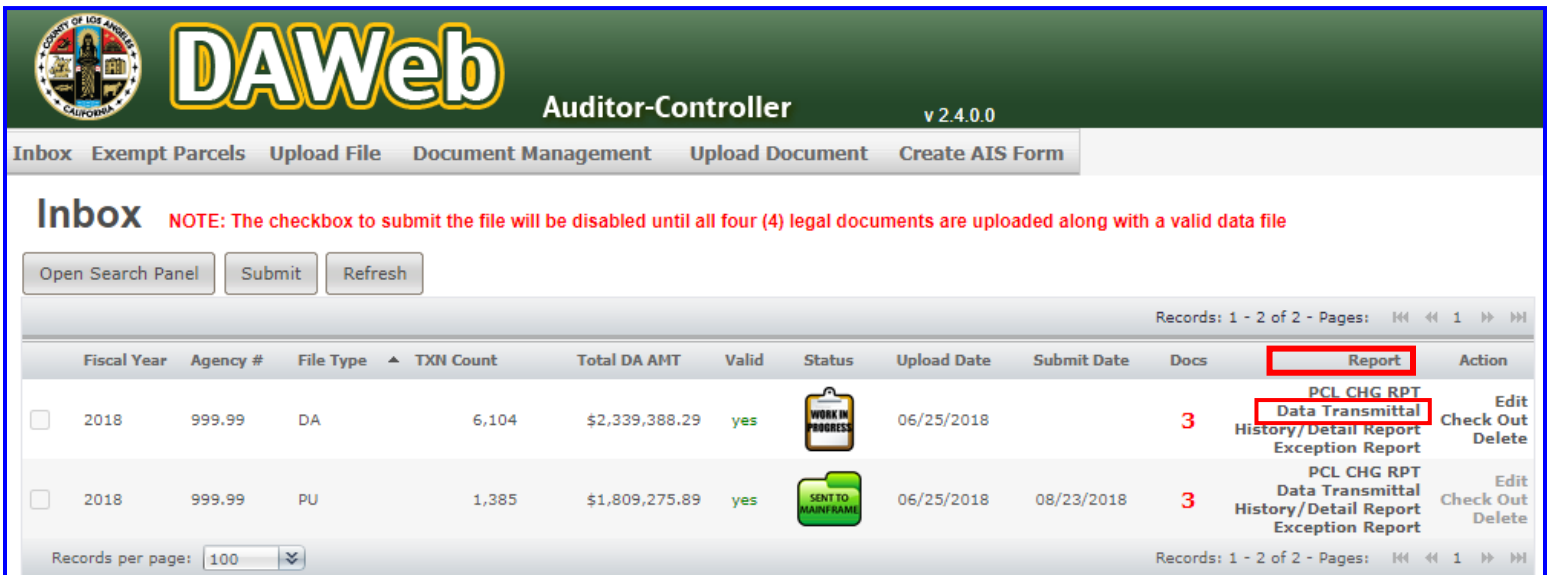 COUNTY OF LOS ANGELES
CALIFORNIA
DAWeb
Auditor-Controller
v 2.4.0.0
Inbox Exempt Parcels Upload File Document Management Upload Document Create AIS Form
Inbox NOTE: The checkbox to submit the file will be disabled until all four (4) legal documents are uploaded along with a valid data file
Open Search Panel Submit Refresh
Records: 1 - 2 of 2 - Pages: 1
Fiscal Year Agency # File Type TXN Count Total DA AMT Valid Status Upload Date Submit Date Docs Report Action
2018 999.99 DA 6,104 $2,339,388.29 yes WORK IN PROGRESS 06/25/2018 3
PCL CHG RPT
Data Transmittal
History/Detail Report
Exception Report
Edit
Check Out
Delete
2018 999.99 PU 1,385 $1,809,275.89 yes SENT TO MAINFRAME 06/25/2018 08/23/2018 3
PCL CHG RPT
Data Transmittal
History/Detail Report
Exception Report
Edit
Check Out
Delete
Records per page: 100
Records: 1 - 2 of 2 - Pages: 1